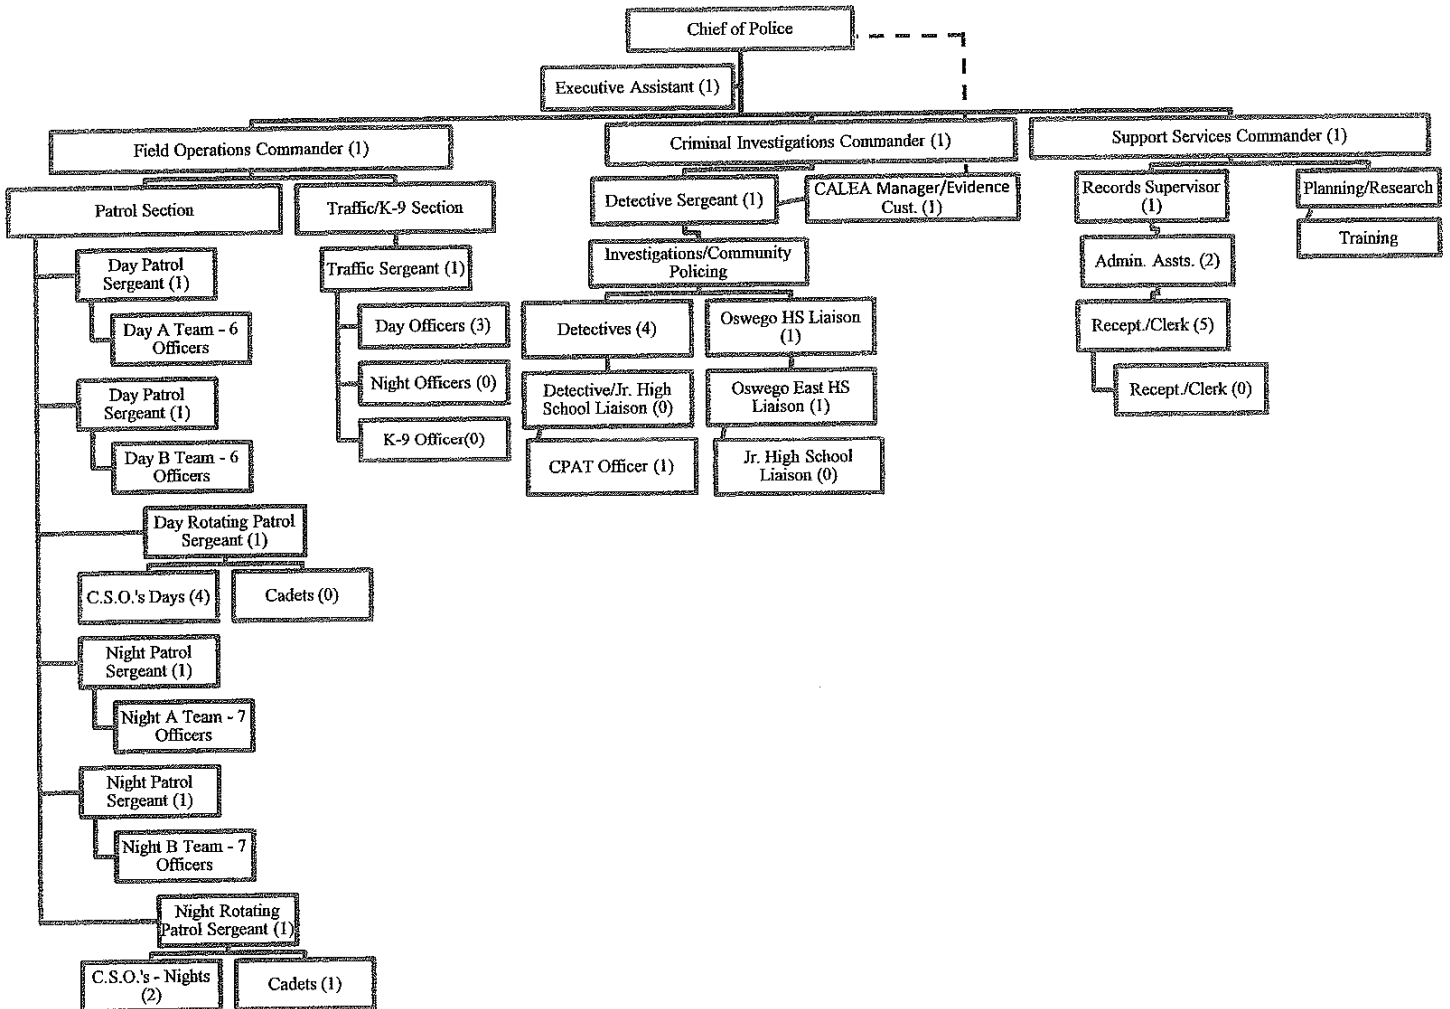 Chief of Police
Executive Assistant (1)
Field Operations Commander (1)
Criminal Investigations Commander (1)
Support Services Commander (1)
Patrol Section
Traffic/K-9 Section
Detective Sergeant (1)
CALEA Manager/Evidence
Cust. (1)
Records Supervisor
(1)
Planning/Research
Training
Day Patrol
Sergeant (1)
Traffic Sergeant (1)
Investigations/Community
Policing
Admin. Assts. (2)
Day A Team - 6
Officers
Day Officers (3)
Detectives (4)
Oswego HS Liaison
(1)
Recept./Clerk (5)
Day Patrol
Sergeant (1)
Night Officers (0)
Detective/Jr. High
School Liaison (0)
Oswego East HS
Liaison (1)
Recept./Clerk (0)
Day B Team - 6
Officers
K-9 Officer(0)
CPAT Officer (1)
Jr. High School
Liaison (0)
Day Rotating Patrol
Sergeant (1)
C.S.O.'s Days (4)
Cadets (0)
Night Patrol
Sergeant (1)
Night A Team - 7
Officers
Night Patrol
Sergeant (1)
Night B Team - 7
Officers
Night Rotating
Patrol Sergeant (1)
C.S.O.'s - Nights
(2)
Cadets (1)